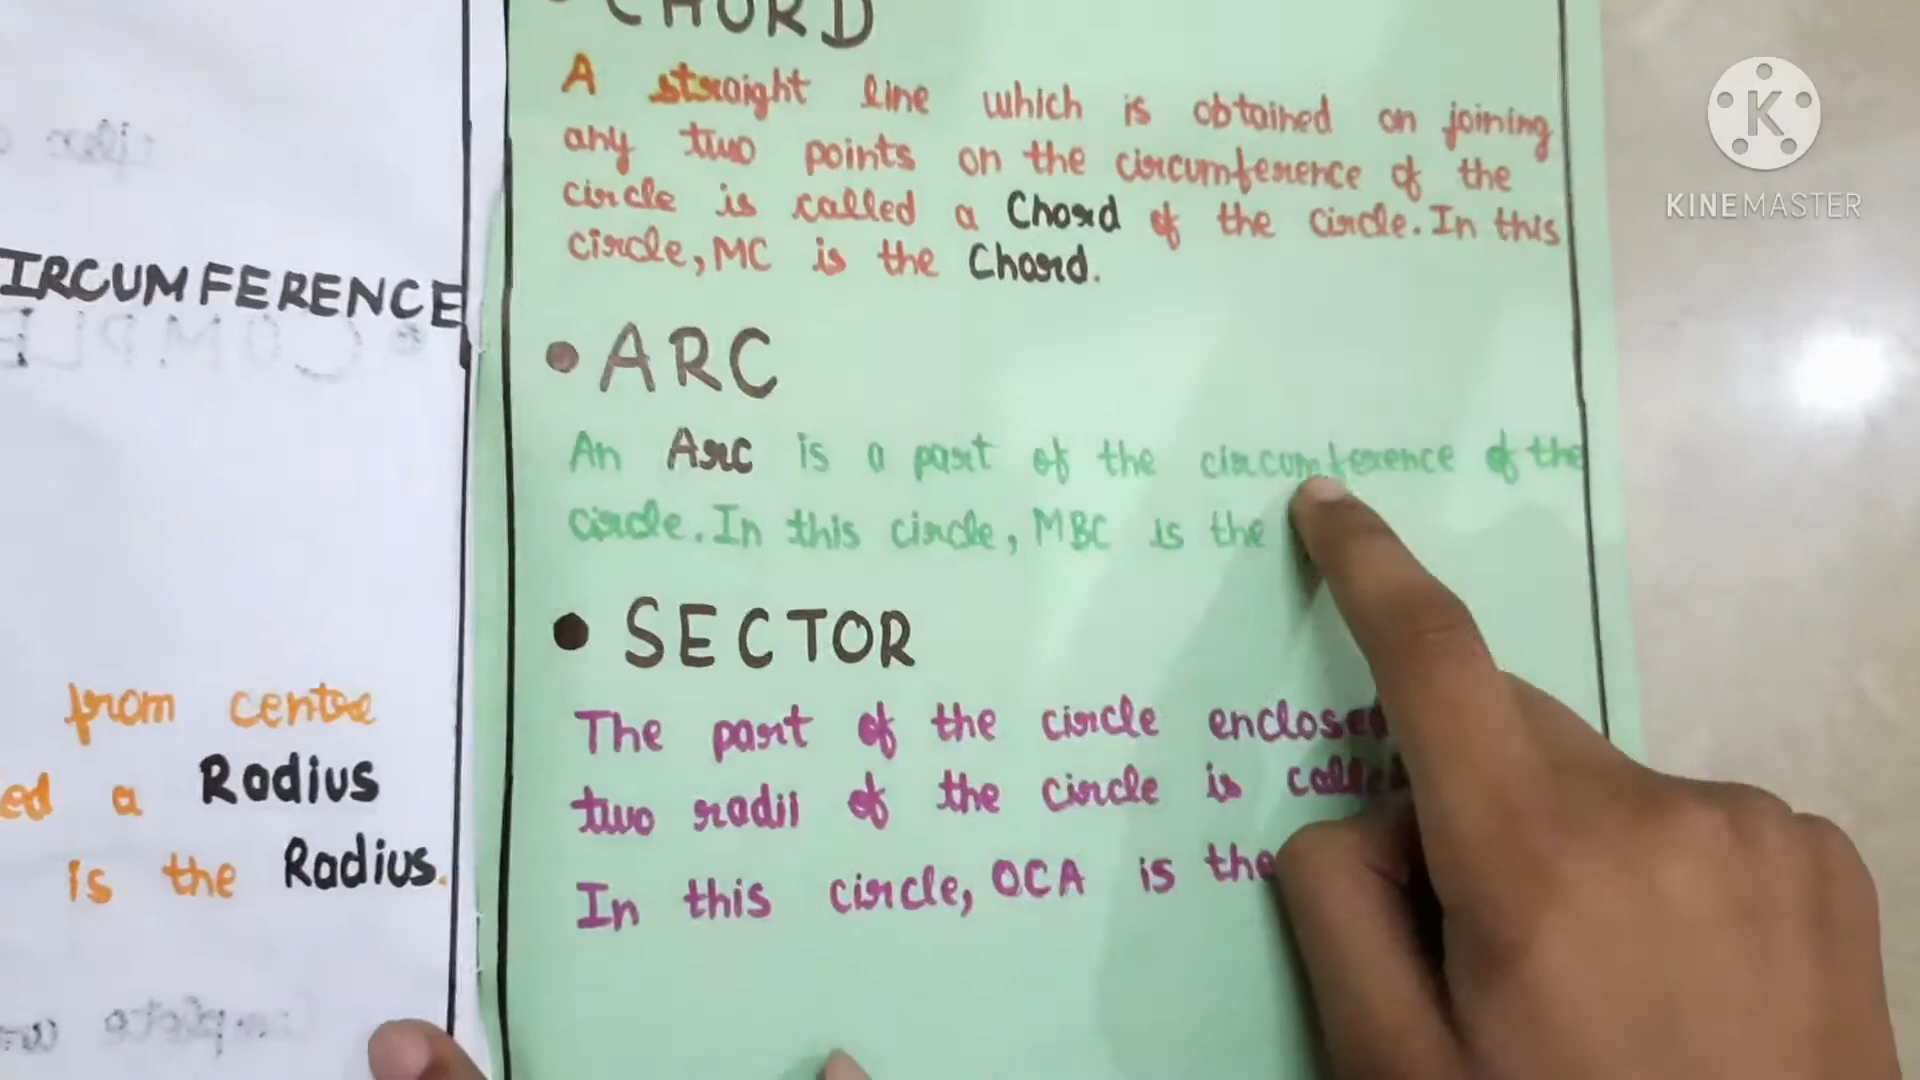 CIRCUMFERENCE
from centre
ed a Radius
is the Radius.
CHORD
A straight line which is obtained on joining
any two points on the circumference of the
circle is called a Chord of the circle. In this
circle, MC is the Chord.
• ARC
An Arc is a part of the circumference of the
circle. In this circle, MBC is the
• SECTOR
The part of the circle enclosed
two radii of the circle is called
In this circle, OCA is the
K
KINEMASTER